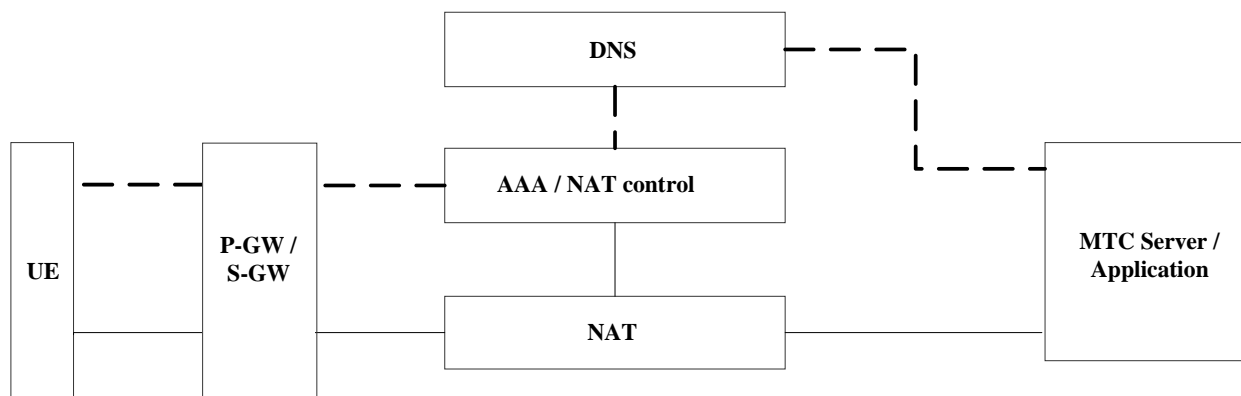 DNS
AAA / NAT control
UE
P-GW /
S-GW
NAT
MTC Server /
Application